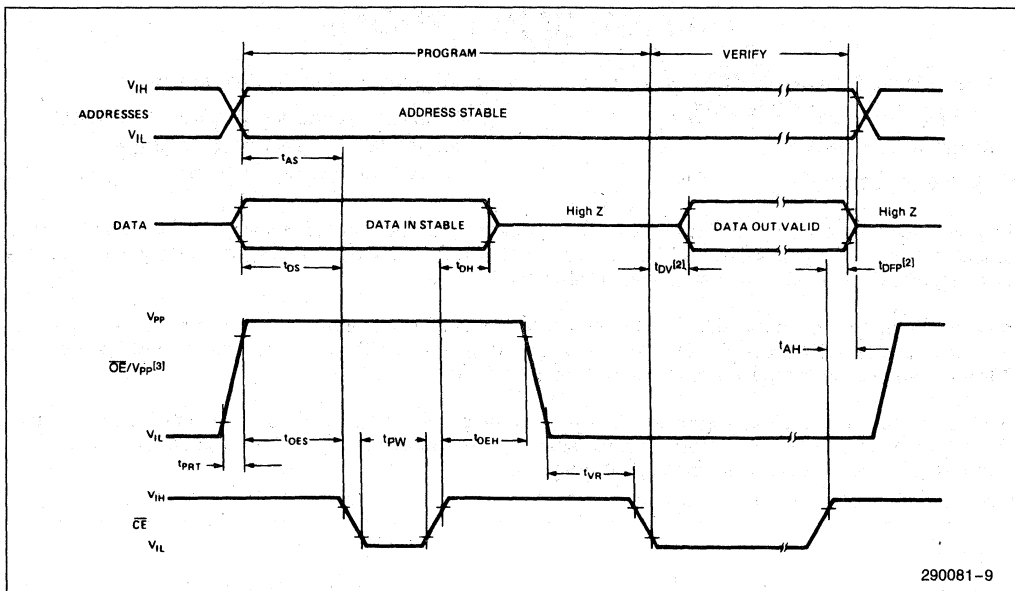 PROGRAM
VERIFY
VIH
ADDRESSES
ADDRESS STABLE
VIL
tAS
DATA
DATA IN STABLE
High Z
DATA OUT VALID
High Z
tDS
tDH
tDV[2]
tDFP[2]
VPP
tAH
OE/VPP[3]
VIL
tOES
tPW
tOEH
tPRT
tVR
VIH
CE
VIL
290081-9